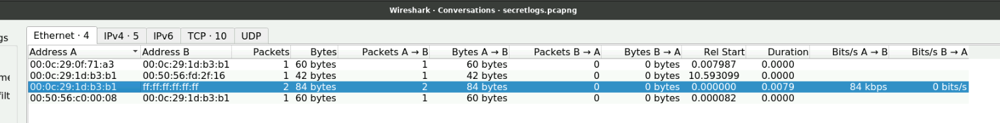 Wireshark · Conversations · secretlogs.pcapng
gs
Ethernet · 4 IPv4 · 5 IPv6 TCP · 10 UDP
Address A Address B Packets Bytes Packets A → B Bytes A → B Packets B → A Bytes B → A Rel Start Duration Bits/s A → B Bits/s B → A
00:0c:29:0f:71:a3 00:0c:29:1d:b3:b1 1 60 bytes 1 60 bytes 0 0 bytes 0.007987 0.0000
00:0c:29:1d:b3:b1 00:50:56:fd:2f:16 1 42 bytes 1 42 bytes 0 0 bytes 10.593099 0.0000
00:0c:29:1d:b3:b1 ff:ff:ff:ff:ff:ff 2 84 bytes 2 84 bytes 0 0 bytes 0.000000 0.0079 84 kbps 0 bits/s
00:50:56:c0:00:08 00:0c:29:1d:b3:b1 1 60 bytes 1 60 bytes 0 0 bytes 0.000082 0.0000
filt